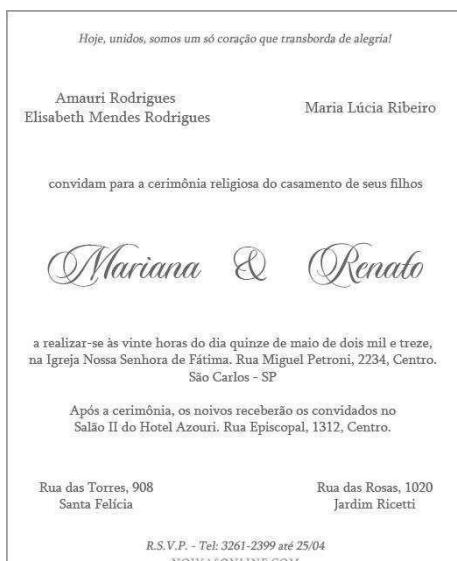 Hoje, unidos, somos um só coração que transborda de alegria!
Amauri Rodrigues
Elisabeth Mendes Rodrigues
Maria Lúcia Ribeiro
convidam para a cerimônia religiosa do casamento de seus filhos
Mariana & Renato
a realizar-se às vinte horas do dia quinze de maio de dois mil e treze,
na Igreja Nossa Senhora de Fátima. Rua Miguel Petroni, 2234, Centro.
São Carlos - SP
Após a cerimônia, os noivos receberão os convidados no
Salão II do Hotel Azouri. Rua Episcopal, 1312, Centro.
Rua das Torres, 908
Santa Felícia
Rua das Rosas, 1020
Jardim Ricetti
R.S.V.P. - Tel: 3261-2399 até 25/04
NOIVASONLINE.COM